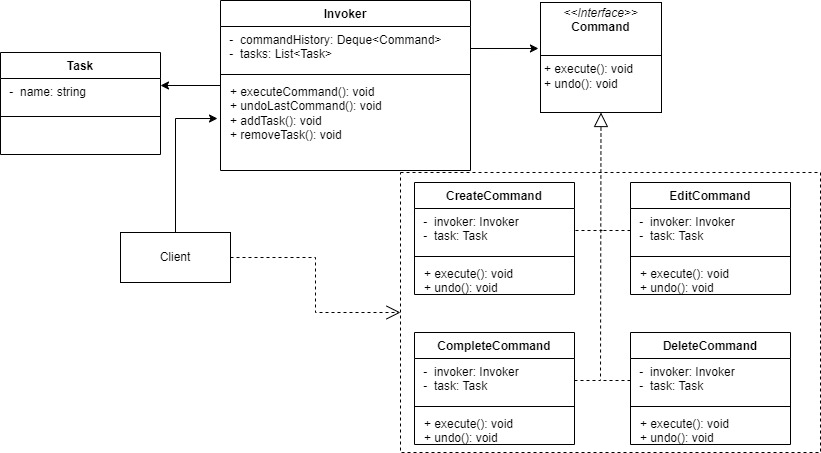 Invoker
- commandHistory: Deque<Command>
- tasks: List<Task>
+ executeCommand(): void
+ undoLastCommand(): void
+ addTask(): void
+ removeTask(): void
<<Interface>>
Command
+ execute(): void
+ undo(): void
Task
- name: string
Client
CreateCommand
- invoker: Invoker
- task: Task
+ execute(): void
+ undo(): void
EditCommand
- invoker: Invoker
- task: Task
+ execute(): void
+ undo(): void
CompleteCommand
- invoker: Invoker
- task: Task
+ execute(): void
+ undo(): void
DeleteCommand
- invoker: Invoker
- task: Task
+ execute(): void
+ undo(): void